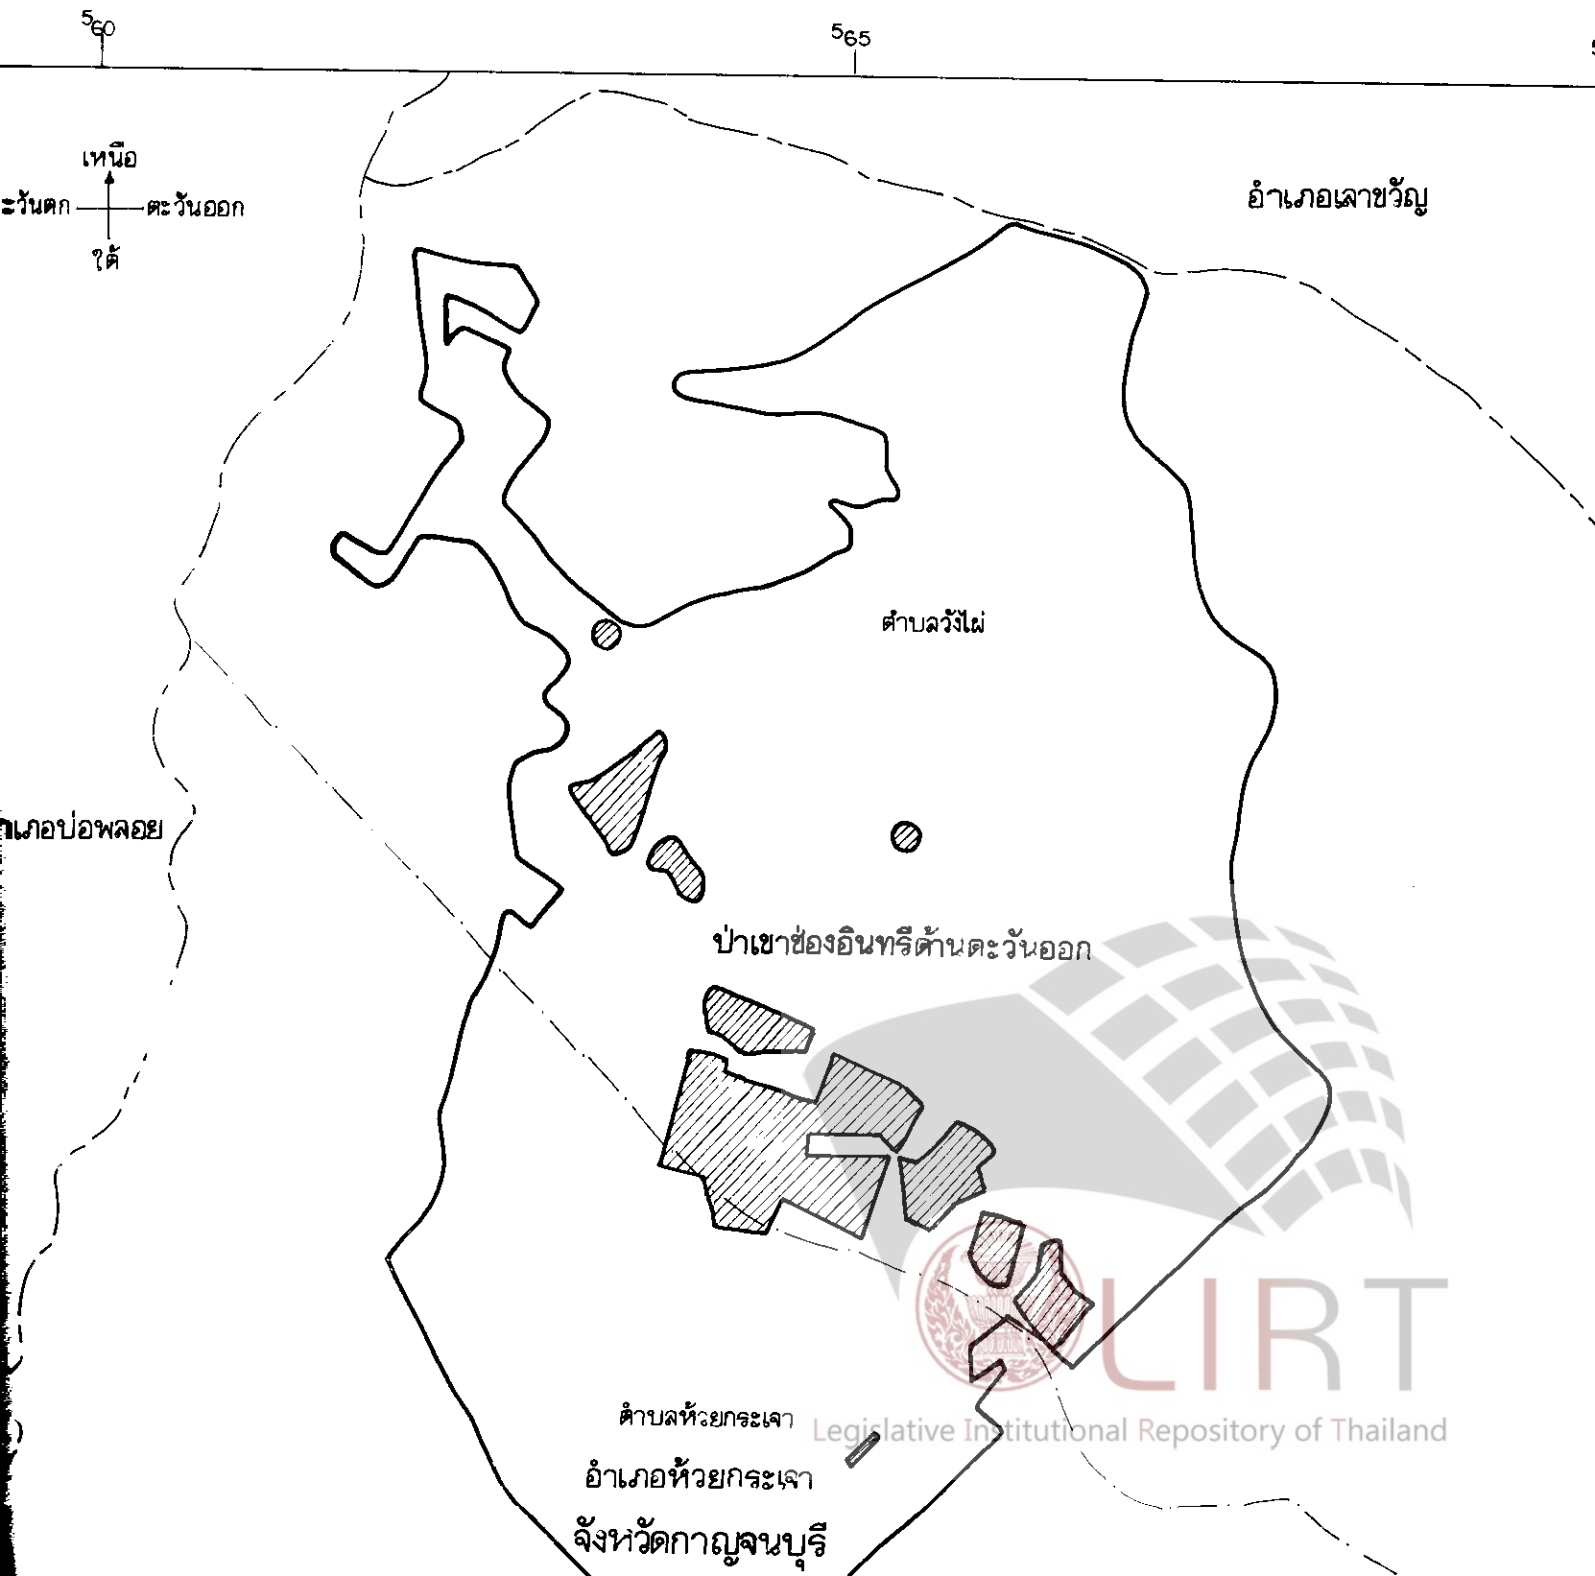 560
565
เหนือ
ะวันตก
ตะวันออก
ใต้
อำเภอเลาขวัญ
ตำบลวังไผ่
าเภอบ่อพลอย
ป่าเขาช่องอินทรีด้านตะวันออก
LIRT
Legislative Institutional Repository of Thailand
ตำบลห้วยกระเจา
อำเภอห้วยกระเจา
จังหวัดกาญจนบุรี